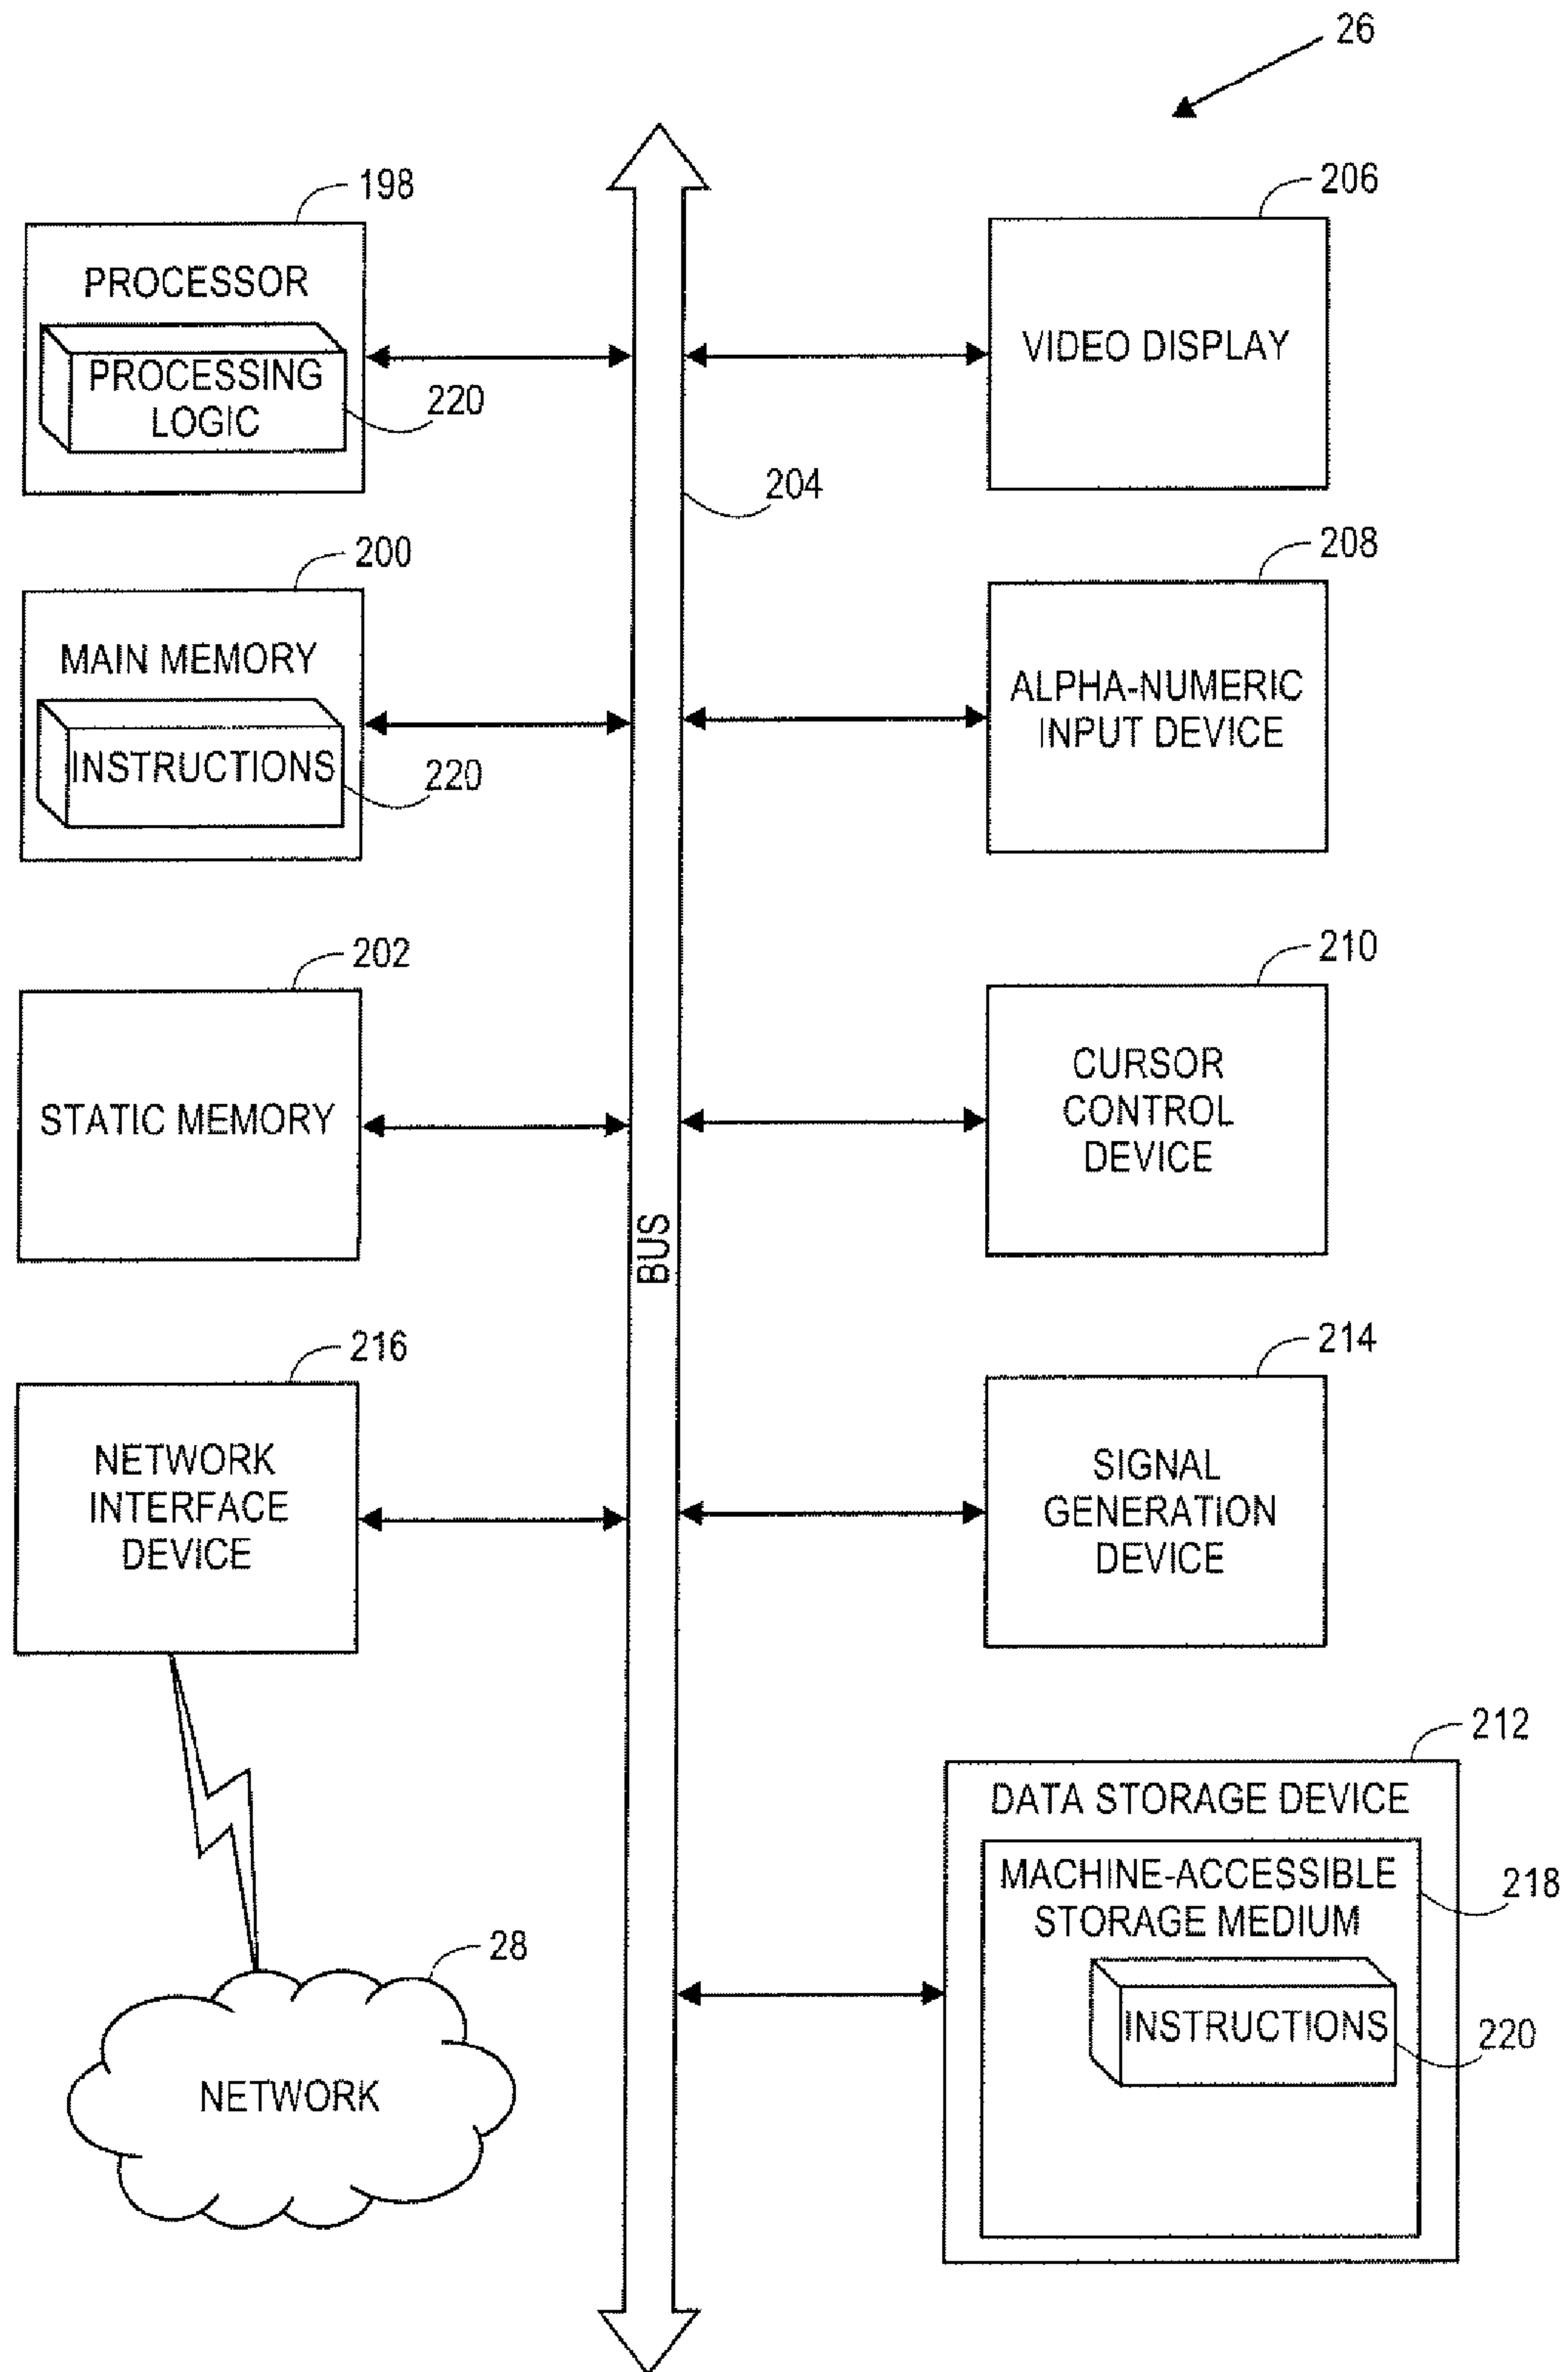 26
198
PROCESSOR
PROCESSING
LOGIC
220
206
VIDEO DISPLAY
204
200
MAIN MEMORY
INSTRUCTIONS
220
208
ALPHA-NUMERIC
INPUT DEVICE
202
STATIC MEMORY
210
CURSOR
CONTROL
DEVICE
BUS
216
NETWORK
INTERFACE
DEVICE
214
SIGNAL
GENERATION
DEVICE
212
DATA STORAGE DEVICE
MACHINE-ACCESSIBLE
STORAGE MEDIUM
218
INSTRUCTIONS
220
28
NETWORK